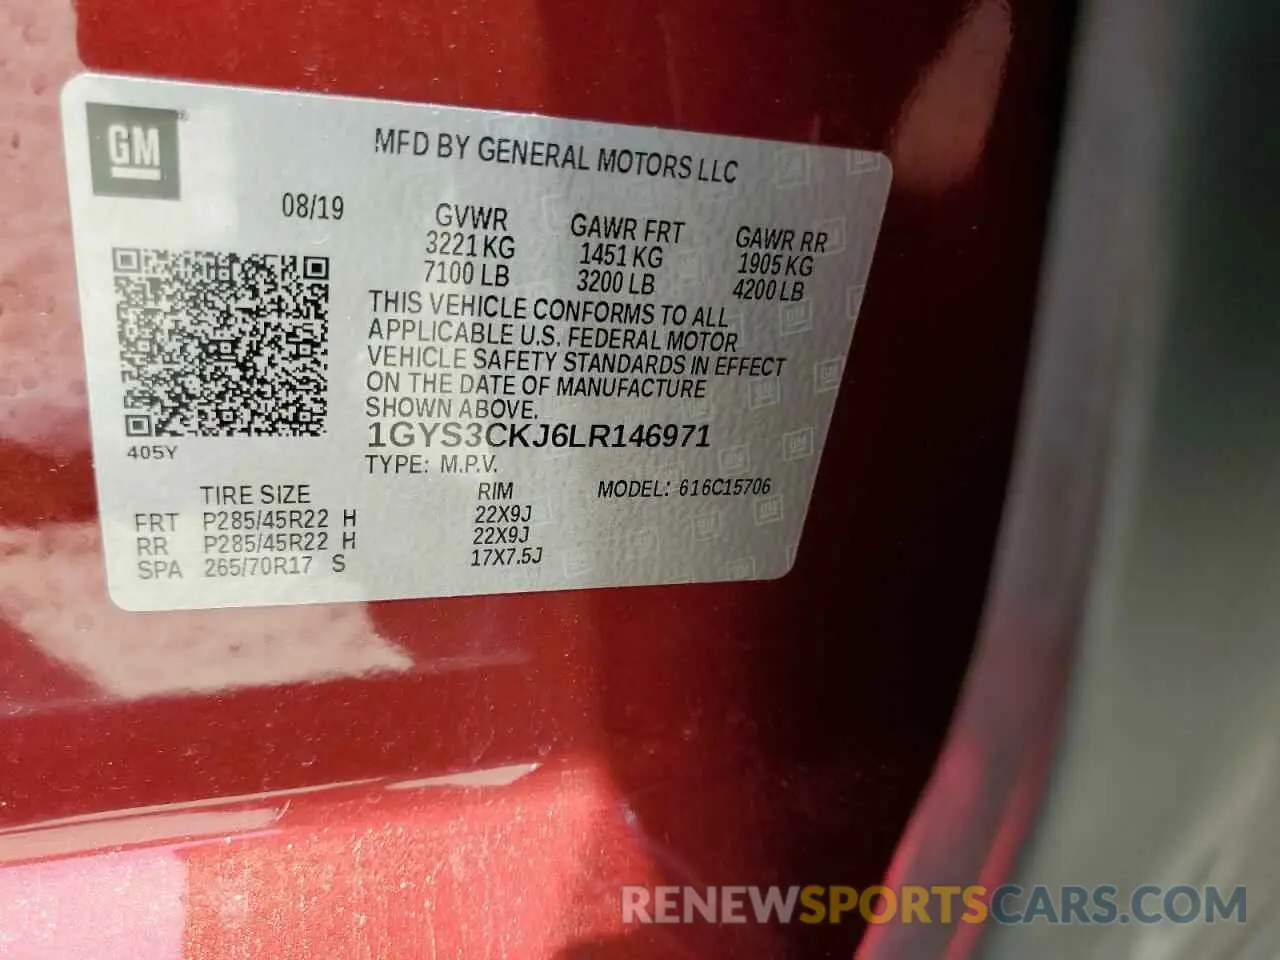 GM ®
MFD BY GENERAL MOTORS LLC
08/19
GVWR
3221 KG
7100 LB
GAWR FRT
1451 KG
3200 LB
GAWR RR
1905 KG
4200 LB
THIS VEHICLE CONFORMS TO ALL
APPLICABLE U.S. FEDERAL MOTOR
VEHICLE SAFETY STANDARDS IN EFFECT
ON THE DATE OF MANUFACTURE
SHOWN ABOVE.
1GYS3CKJ6LR146971
405Y
TYPE: M.P.V.
TIRE SIZE RIM MODEL: 616C15706
FRT P285/45R22 H 22X9J
RR P285/45R22 H 22X9J
SPA 265/70R17 S 17X7.5J
RENEWSPORTSCARS.COM